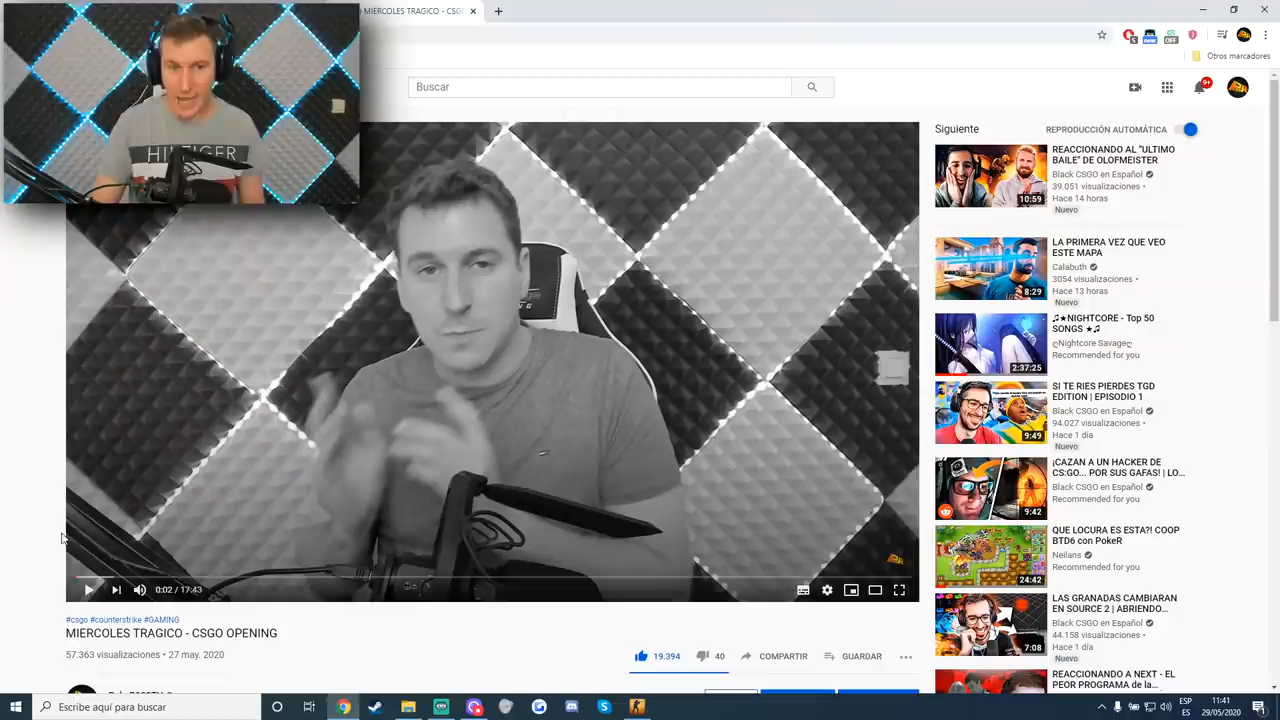 ) MIERCOLES TRAGICO - CSG
Otros marcadores
Buscar
9+
HILFIGER
Siguiente
REPRODUCCIÓN AUTOMÁTICA
REACCIONANDO AL "ULTIMO
BAILE" DE OLOFMEISTER
Black CSGO en Español
39.051 visualizaciones •
Hace 14 horas
Nuevo
10:59
LA PRIMERA VEZ QUE VEO
ESTE MAPA
Calabuth
3054 visualizaciones •
Hace 13 horas
Nuevo
8:29
♫★NIGHTCORE - Top 50
SONGS ★♫
ღNightcore Savageღ
Recommended for you
2:37:25
SI TE RIES PIERDES TGD
EDITION | EPISODIO 1
Black CSGO en Español
94.027 visualizaciones •
Hace 1 día
Nuevo
9:49
¡CAZAN A UN HACKER DE
CS:GO... POR SUS GAFAS! | LO...
Black CSGO en Español
Recommended for you
9:42
QUE LOCURA ES ESTA?! COOP
BTD6 con PokeR
Neilans
Recommended for you
24:42
LAS GRANADAS CAMBIARAN
EN SOURCE 2 | ABRIENDO...
Black CSGO en Español
44.158 visualizaciones •
Hace 1 día
Nuevo
7:08
REACCIONANDO A NEXT - EL
PEOR PROGRAMA de la...
0:02 / 17:43
#csgo #counterstrike #GAMING
MIERCOLES TRAGICO - CSGO OPENING
57.363 visualizaciones • 27 may. 2020
19.394
40
COMPARTIR
GUARDAR
Escribe aquí para buscar
ESP
ES
11:41
29/05/2020